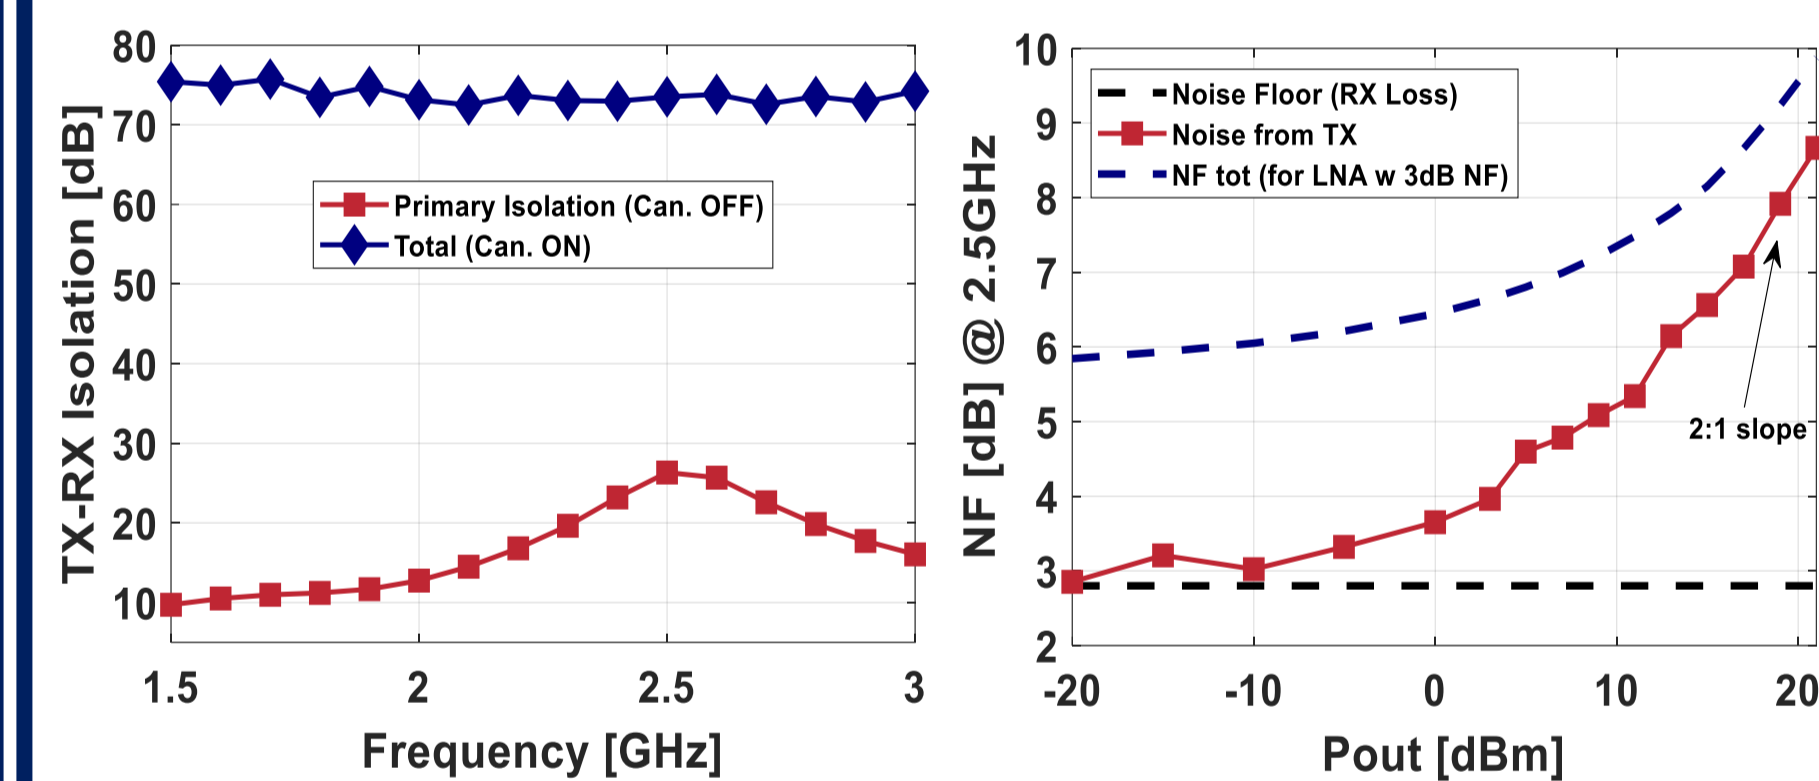 80
70
60
50
40
30
20
10
TX-RX Isolation [dB]
Primary Isolation (Can. OFF)
Total (Can. ON)
1.5
2
2.5
3
Frequency [GHz]
10
9
8
7
6
5
4
3
2
NF [dB] @ 2.5GHz
Noise Floor (RX Loss)
Noise from TX
NF tot (for LNA w 3dB NF)
2:1 slope
-20
-10
0
10
20
Pout [dBm]